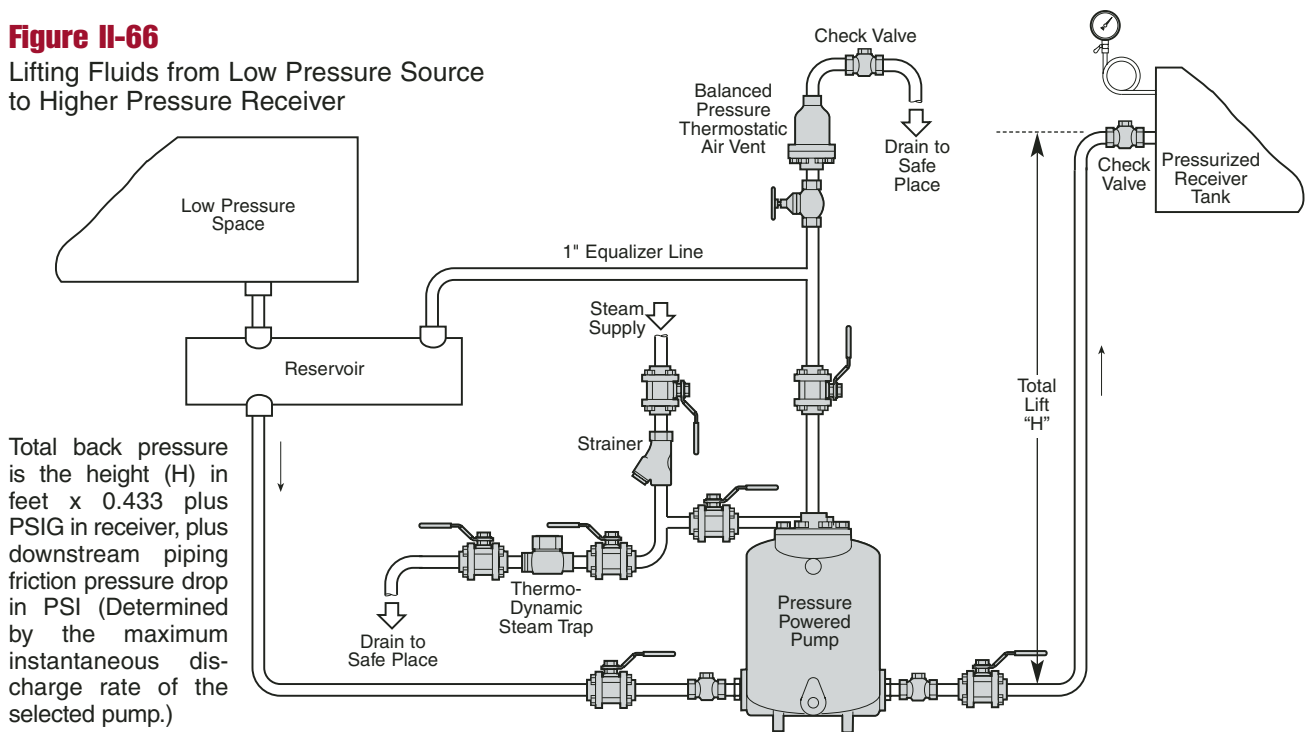 Figure II-66
Lifting Fluids from Low Pressure Source
to Higher Pressure Receiver
Check Valve
Balanced
Pressure
Thermostatic
Air Vent
Drain to
Safe
Place
Check
Valve
Pressurized
Receiver
Tank
Low Pressure
Space
1" Equalizer Line
Steam
Supply
Reservoir
Total
Lift
“H”
Strainer
Total back pressure
is the height (H) in
feet x 0.433 plus
PSIG in receiver, plus
downstream piping
friction pressure drop
in PSI (Determined
by the maximum
instantaneous dis-
charge rate of the
selected pump.)
Thermo-
Dynamic
Steam Trap
Drain to
Safe Place
Pressure
Powered
Pump